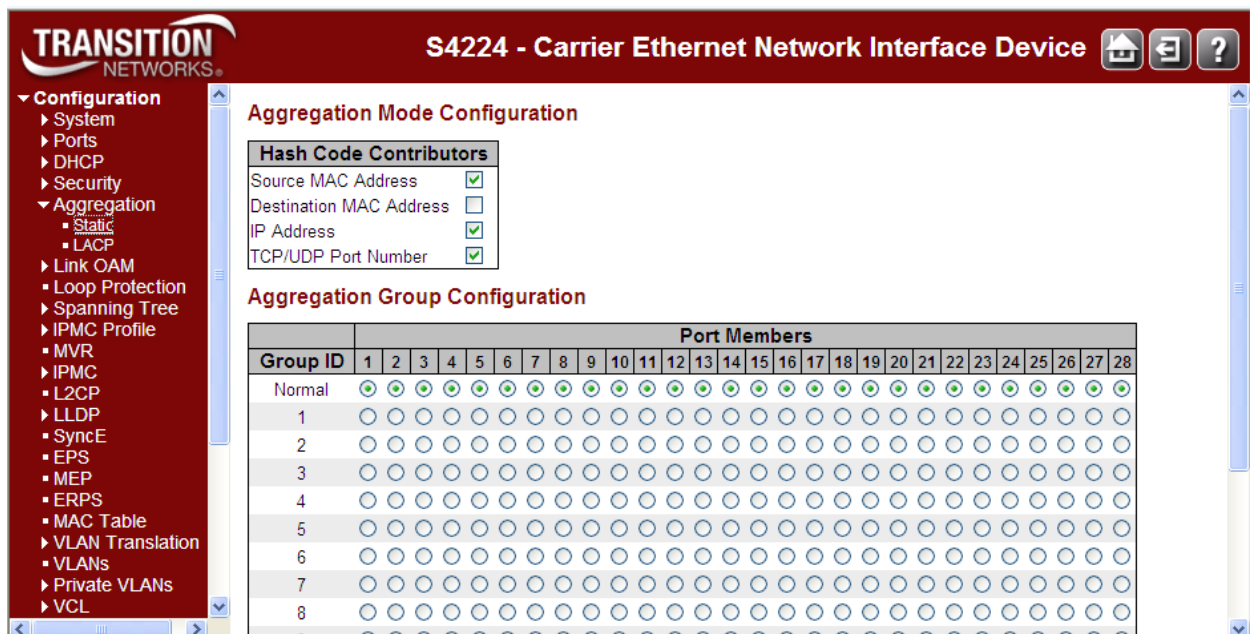 TRANSITION
NETWORKS®
S4224 - Carrier Ethernet Network Interface Device
?
Configuration
System
Ports
DHCP
Security
Aggregation
Static
LACP
Link OAM
Loop Protection
Spanning Tree
IPMC Profile
MVR
IPMC
L2CP
LLDP
SyncE
EPS
MEP
ERPS
MAC Table
VLAN Translation
VLANs
Private VLANs
VCL
Aggregation Mode Configuration
Hash Code Contributors
Source MAC Address
Destination MAC Address
IP Address
TCP/UDP Port Number
Aggregation Group Configuration
Port Members
Group ID 1 2 3 4 5 6 7 8 9 10 11 12 13 14 15 16 17 18 19 20 21 22 23 24 25 26 27 28
Normal
1
2
3
4
5
6
7
8